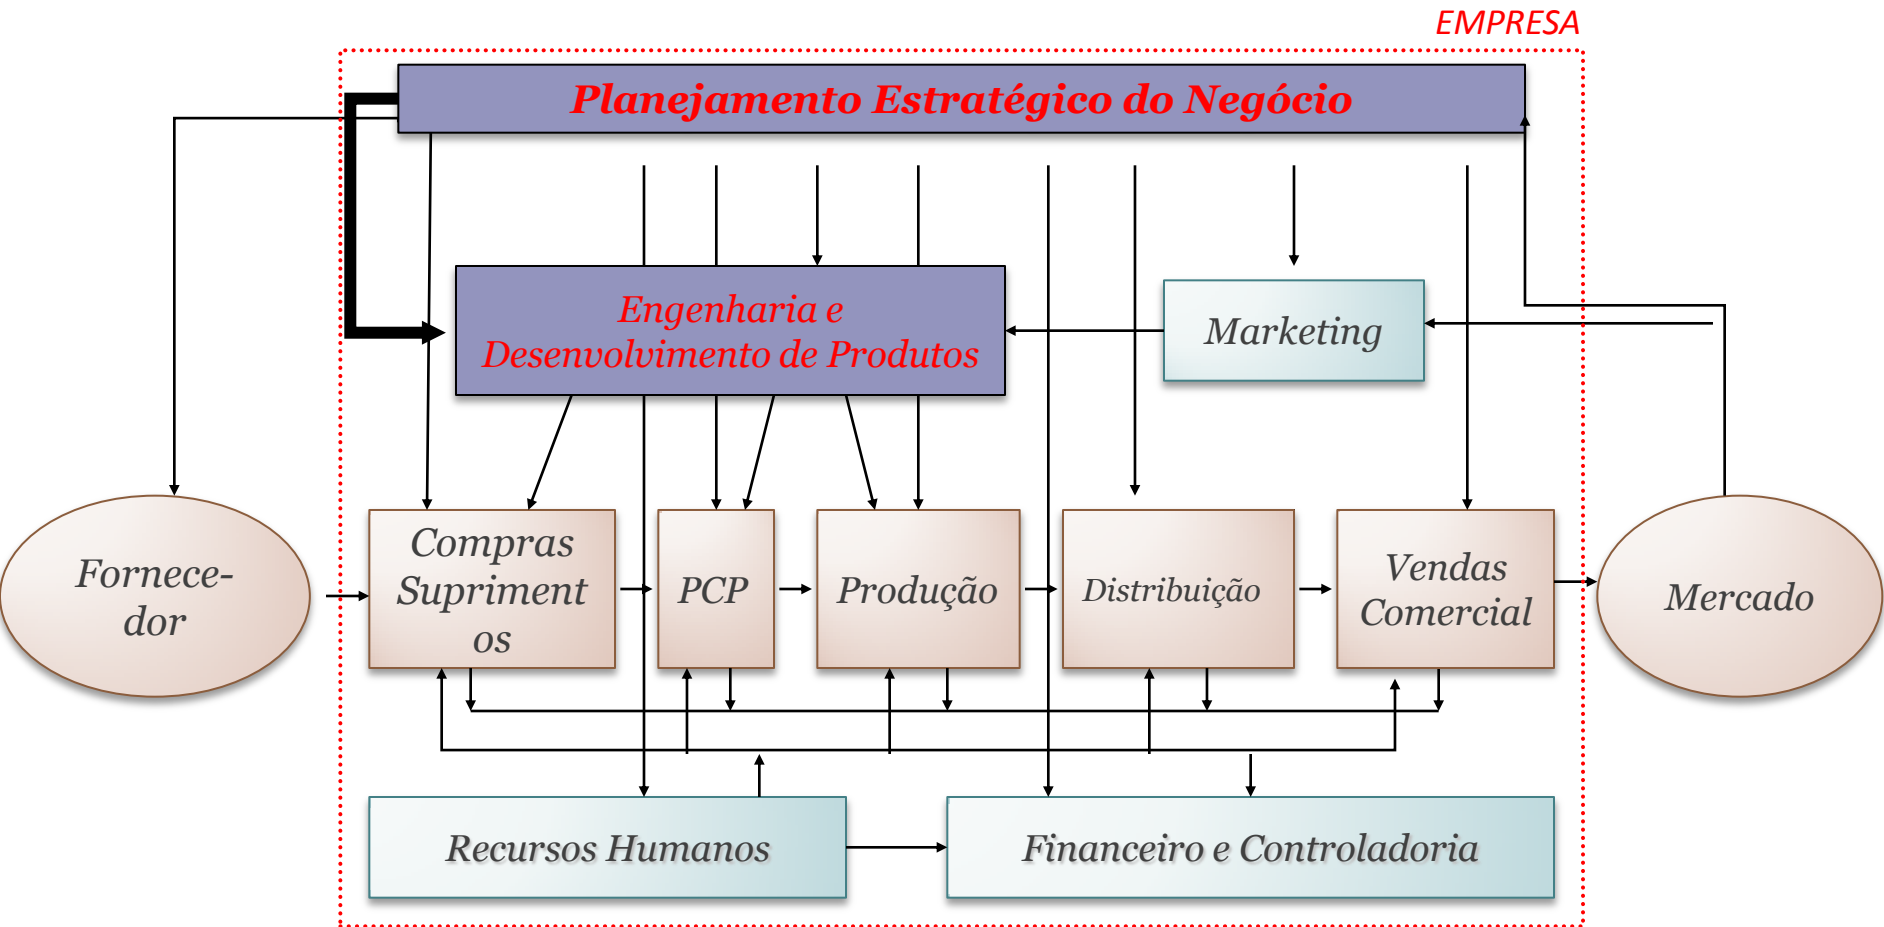 EMPRESA
Planejamento Estratégico do Negócio
Engenharia e
Desenvolvimento de Produtos
Marketing
Fornece-
dor
Compras
Supriment
os
PCP
Produção
Distribuição
Vendas
Comercial
Mercado
Recursos Humanos
Financeiro e Controladoria